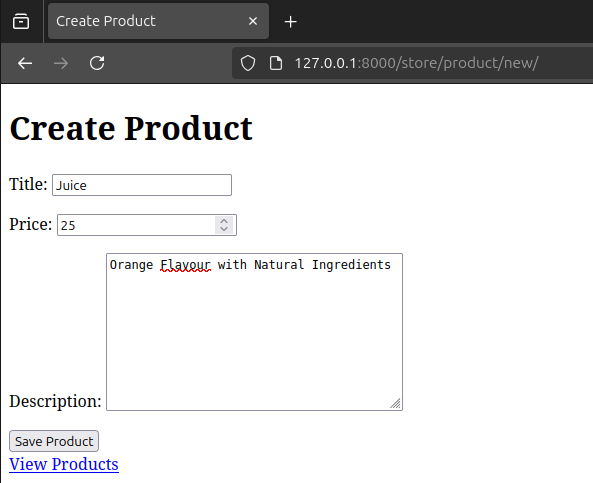 Create Product
127.0.0.1:8000/store/product/new/
Create Product
Title: Juice
Price: 25
Orange Flavour with Natural Ingredients
Description:
Save Product
View Products